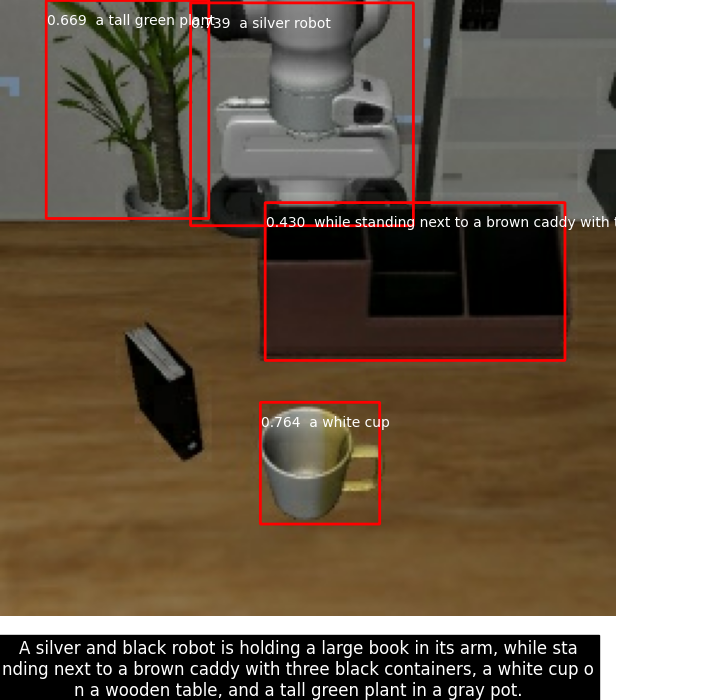 0.669  a tall green plant
0.739  a silver robot
0.430  while standing next to a brown caddy with t
0.764  a white cup
A silver and black robot is holding a large book in its arm, while sta
nding next to a brown caddy with three black containers, a white cup o
n a wooden table, and a tall green plant in a gray pot.